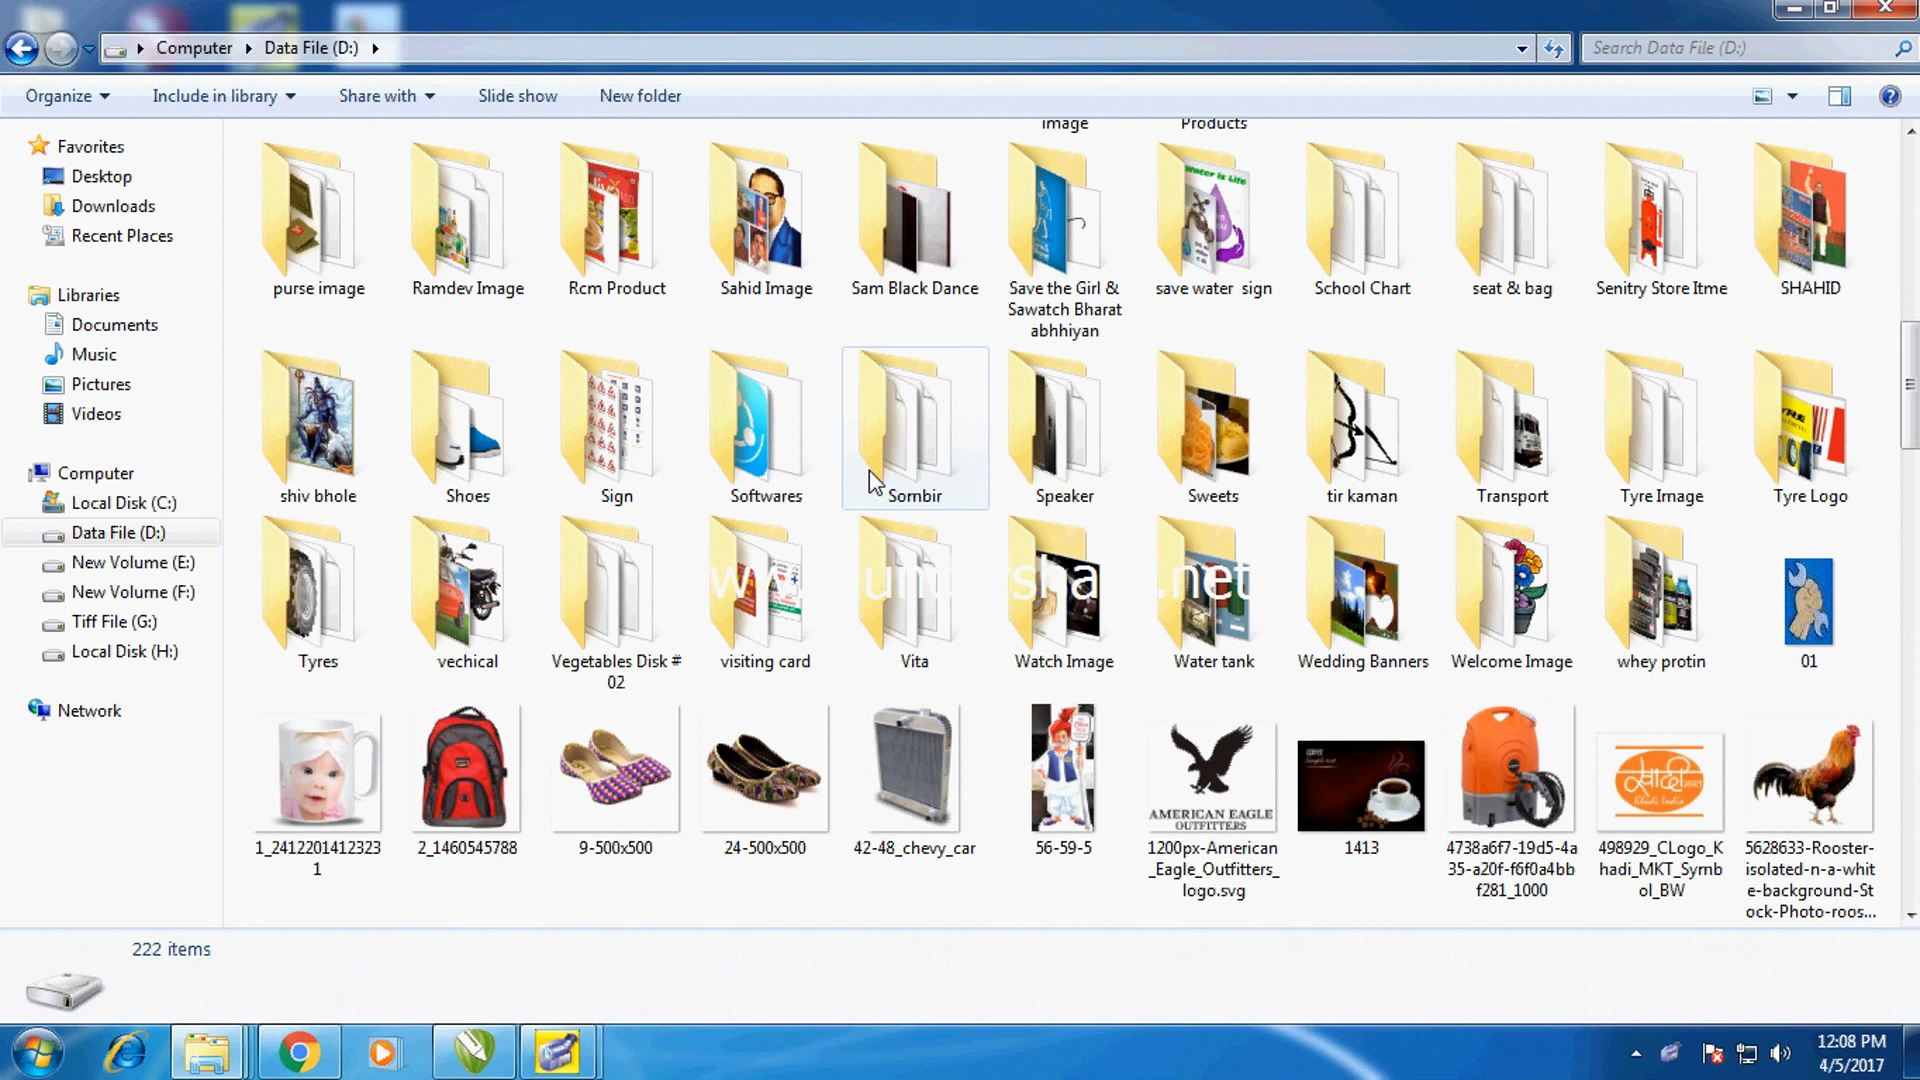 Computer Data File (D:)
Search Data File (D:)
Organize Include in library Share with Slide show New folder
Favorites
Desktop
Downloads
Recent Places
Libraries
Documents
Music
Pictures
Videos
Computer
Local Disk (C:)
Data File (D:)
New Volume (E:)
New Volume (F:)
Tiff File (G:)
Local Disk (H:)
Network
image
Products
purse image
Ramdev Image
Rcm Product
Sahid Image
Sam Black Dance
Save the Girl &
Sawatch Bharat
abhhiyan
save water sign
School Chart
seat & bag
Senitry Store Itme
SHAHID
Water is Life
shiv bhole
Shoes
Sign
Softwares
Sombir
Speaker
Sweets
tir kaman
Transport
Tyre Image
Tyre Logo
Tyres
vechical
Vegetables Disk #
02
visiting card
Vita
Watch Image
Water tank
Wedding Banners
Welcome Image
whey protin
01
AMERICAN EAGLE
OUTFITTERS
Khadi India
1_2412201412323
1
2_1460545788
9-500x500
24-500x500
42-48_chevy_car
56-59-5
1200px-American
_Eagle_Outfitters_
logo.svg
1413
4738a6f7-19d5-4a
35-a20f-f6f0a4bb
f281_1000
498929_CLogo_K
hadi_MKT_Symb
ol_BW
5628633-Rooster-
isolated-n-a-whit
e-background-St
ock-Photo-roos...
222 items
12:08 PM
4/5/2017